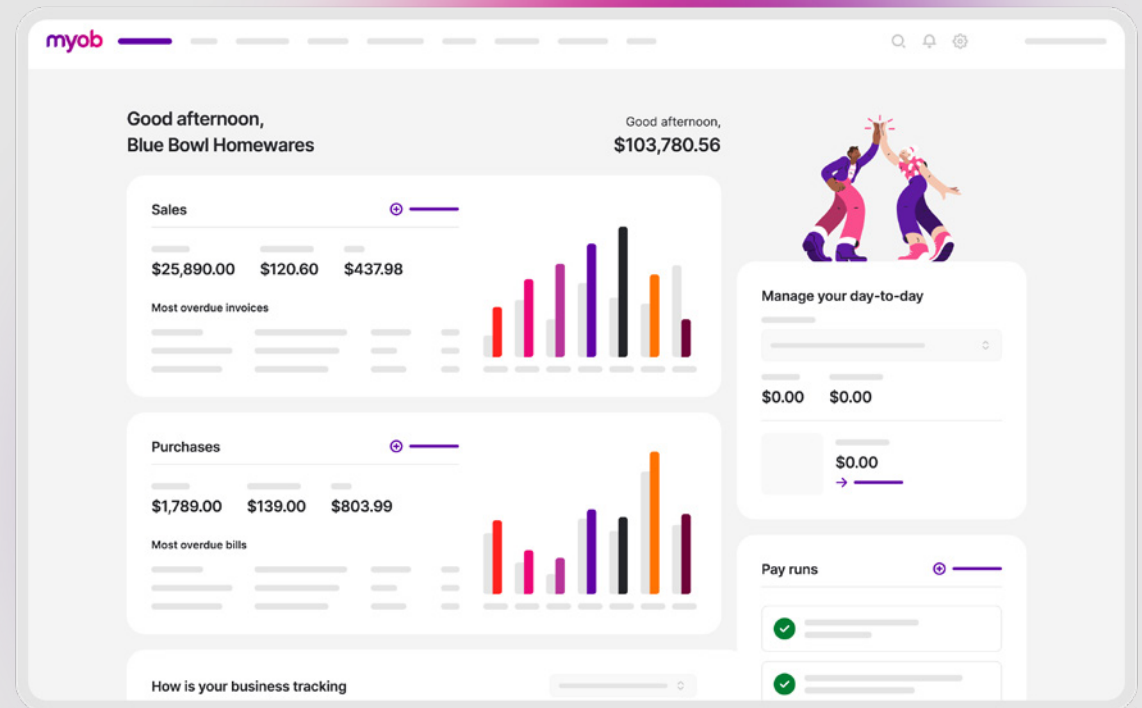 myob
Good afternoon,
Blue Bowl Homewares
Good afternoon,
$103,780.56
Sales
$25,890.00 $120.60 $437.98
Most overdue invoices
Purchases
$1,789.00 $139.00 $803.99
Most overdue bills
How is your business tracking
Manage your day-to-day
$0.00 $0.00
$0.00
Pay runs